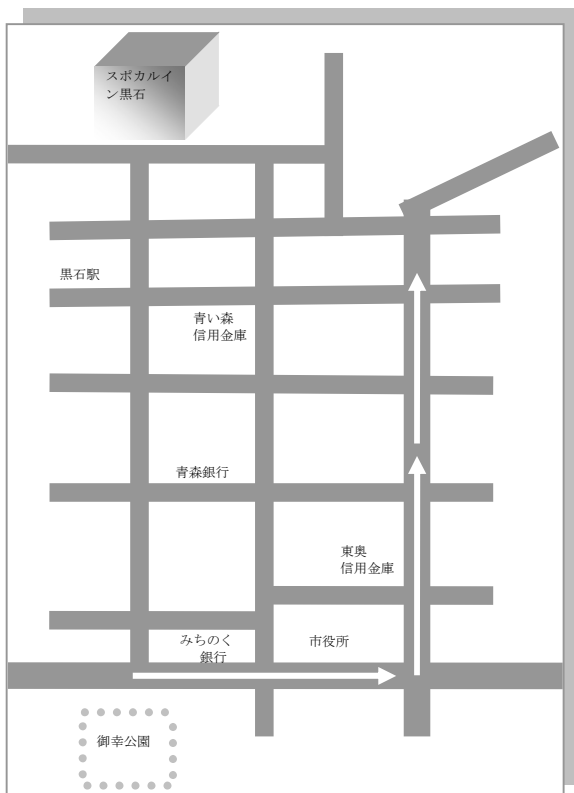 スポカルイ
ン黒石
黒石駅
青い森
信用金庫
青森銀行
東奥
信用金庫
みちのく
銀行
市役所
御幸公園